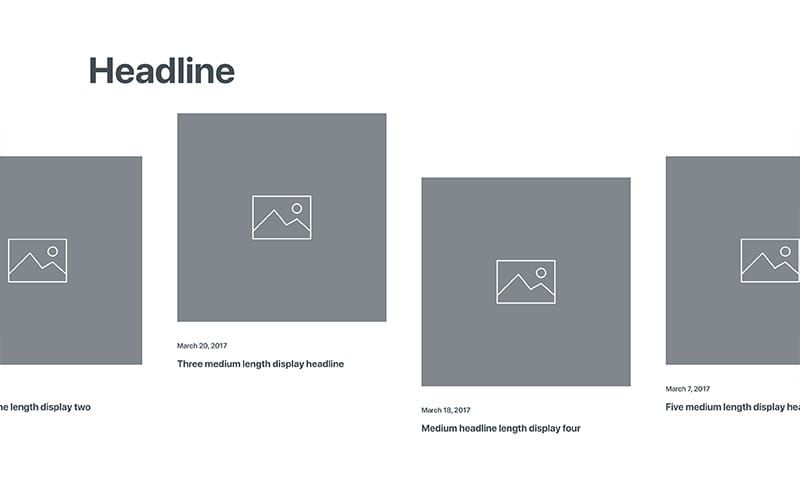 Headline
ne length display two
March 20, 2017
Three medium length display headline
March 18, 2017
Medium headline length display four
March 7, 2017
Five medium length display hea